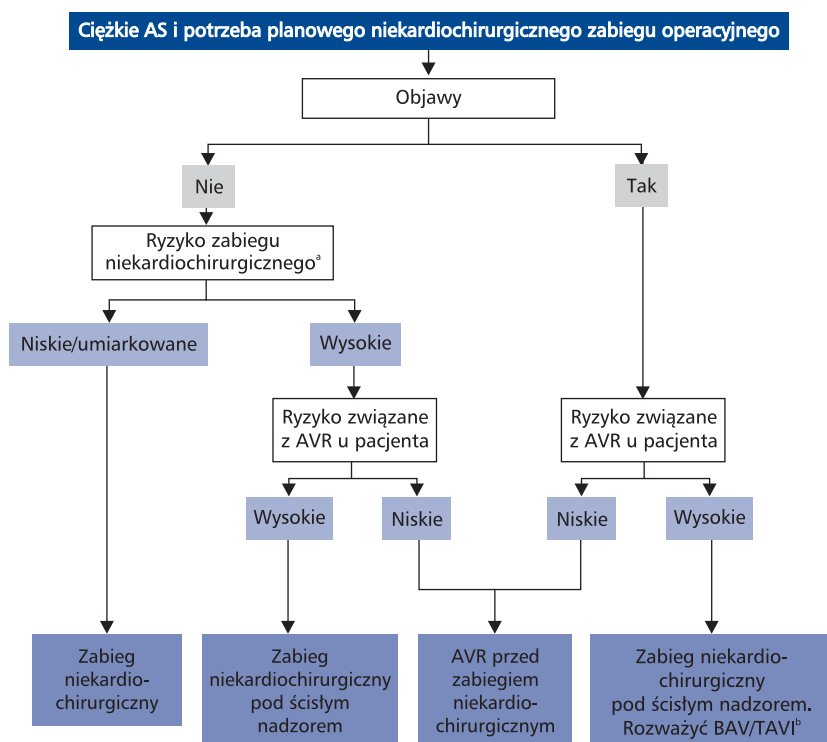 Ciężkie AS i potrzeba planowego niekardiochirurgicznego zabiegu operacyjnego
Objawy
Nie
Tak
Ryzyko zabiegu
niekardiochirurgicznegoᵃ
Niskie/umiarkowane
Wysokie
Ryzyko związane
z AVR u pacjenta
Ryzyko związane
z AVR u pacjenta
Wysokie
Niskie
Niskie
Wysokie
Zabieg
niekardio-
chirurgiczny
Zabieg
niekardiochirurgiczny
pod ścisłym
nadzorem
AVR przed
zabiegiem
niekardio-
chirurgicznym
Zabieg niekardio-
chirurgiczny
pod ścisłym nadzorem.
Rozważyć BAV/TAVIᵇ